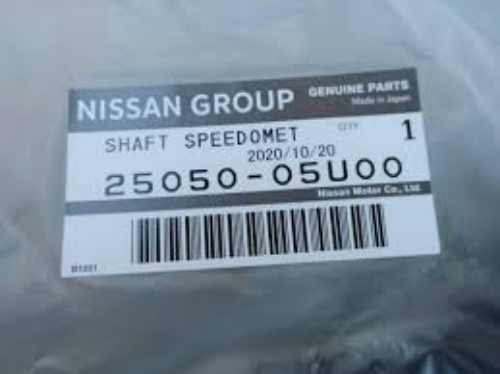 NISSAN GROUP GENUINE PARTS
Made in Japan
SHAFT SPEEDOMET QTY 1
2020/10/20
25050-05U00
Nissan Motor Co., Ltd.